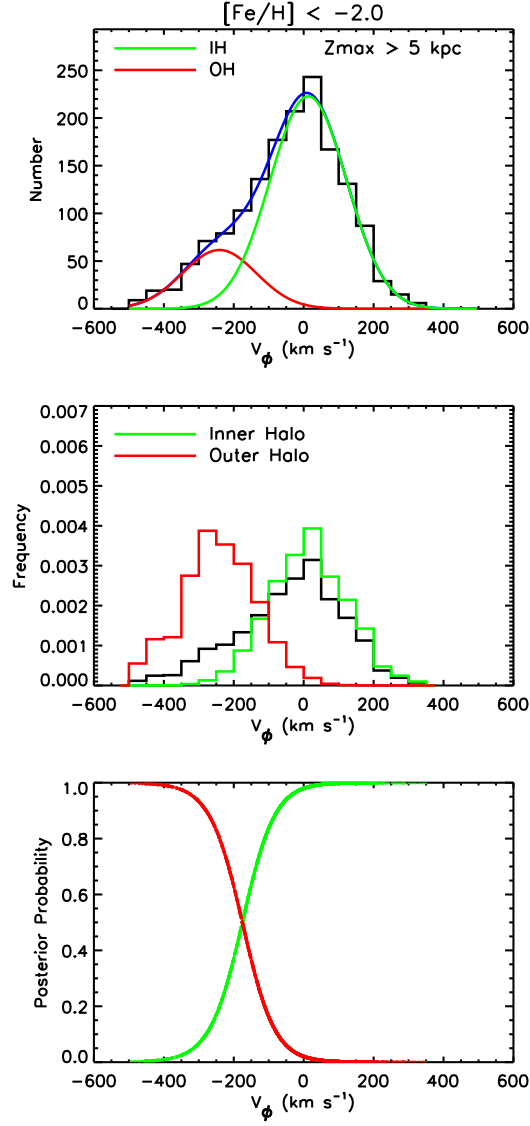 [Fe/H] < −2.0
IH
OH
Zmax > 5 kpc
Number
250
200
150
100
50
0
−600 −400 −200 0 200 400 600
Vϕ (km s⁻¹)
Inner Halo
Outer Halo
Frequency
0.007
0.006
0.005
0.004
0.003
0.002
0.001
0.000
−600 −400 −200 0 200 400 600
Vϕ (km s⁻¹)
Posterior Probability
1.0
0.8
0.6
0.4
0.2
0.0
−600 −400 −200 0 200 400 600
Vϕ (km s⁻¹)